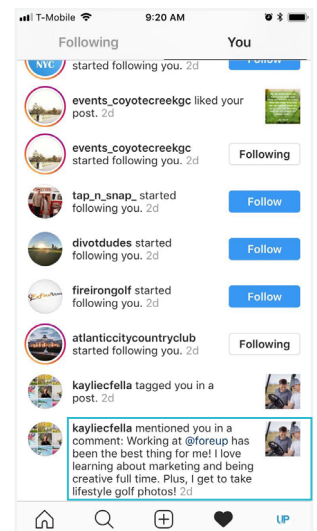 T-Mobile 9:20 AM
Following You
NYC
started following you. 2d Follow
events_coyotecreekgc liked your
post. 2d
events_coyotecreekgc
started following you. 2d Following
tap_n_snap_ started
following you. 2d Follow
divotdudes started
following you. 2d Follow
fireirongolf started
following you. 2d Follow
atlanticcitycountryclub
started following you. 2d Following
kayliecfella tagged you in a
post. 2d
kayliecfella mentioned you in a
comment: Working at @foreup has
been the best thing for me! I love
learning about marketing and being
creative full time. Plus, I get to take
lifestyle golf photos! 2d
UP